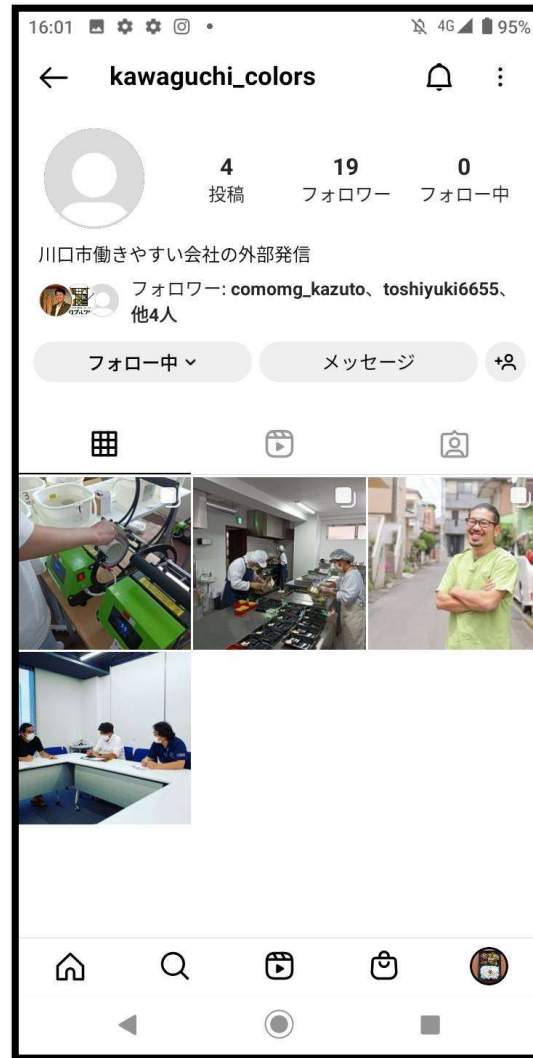 16:01
4G 95%
kawaguchi_colors
4
投稿
19
フォロワー
0
フォロー中
川口市働きやすい会社の外部発信
フォロワー: comomg_kazuto、toshiyuki6655、
他4人
フォロー中
メッセージ